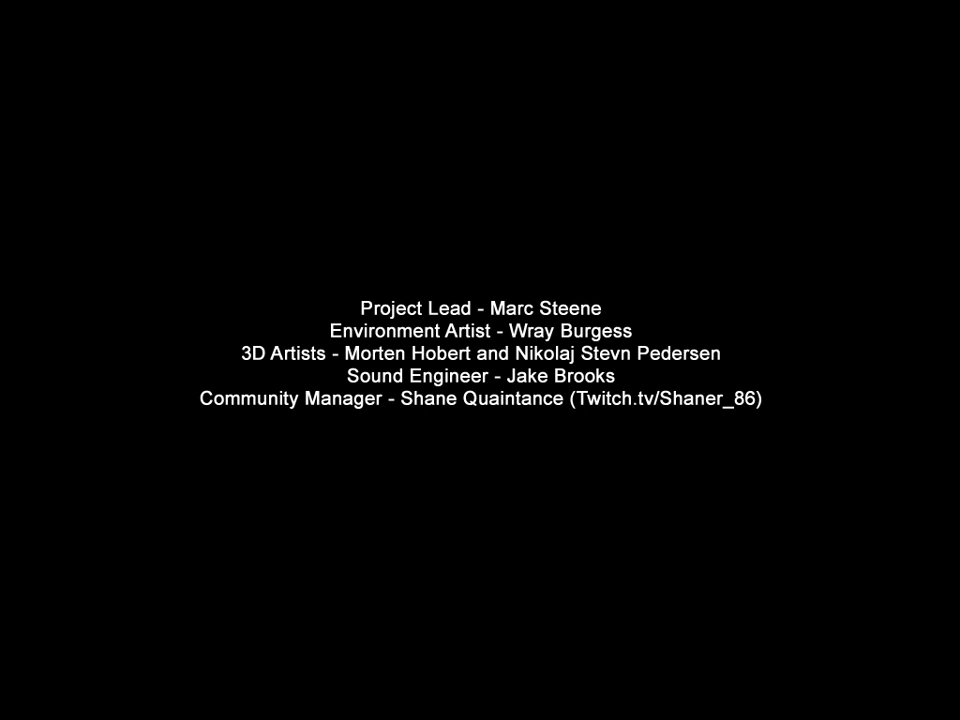 Project Lead - Marc Steene
Environment Artist - Wray Burgess
3D Artists - Morten Hobert and Nikolaj Stevn Pedersen
Sound Engineer - Jake Brooks
Community Manager - Shane Quaintance (Twitch.tv/Shaner_86)